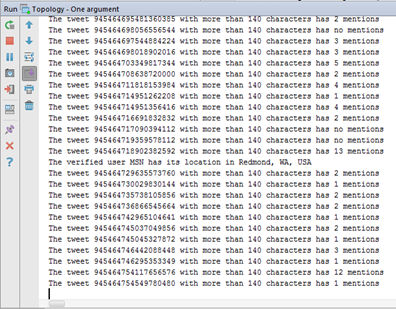 Run Topology - One argument
The tweet 945464695481360385 with more than 140 characters has 2 mentions
The tweet 945464698056556544 with more than 140 characters has no mentions
The tweet 945464697544884224 with more than 140 characters has 3 mentions
The tweet 945464698018902016 with more than 140 characters has 3 mentions
The tweet 945464703349817344 with more than 140 characters has 5 mentions
The tweet 945464708638720000 with more than 140 characters has 2 mentions
The tweet 945464711818153984 with more than 140 characters has 4 mentions
The tweet 945464714951262208 with more than 140 characters has 1 mentions
The tweet 945464714951356416 with more than 140 characters has 4 mentions
The tweet 945464716691832832 with more than 140 characters has 2 mentions
The tweet 945464717090394112 with more than 140 characters has no mentions
The tweet 945464719359578112 with more than 140 characters has no mentions
The tweet 945464718902382592 with more than 140 characters has 13 mentions
The verified user MSN has its location in Redmond, WA, USA
The tweet 945464729635573760 with more than 140 characters has 2 mentions
The tweet 945464730029830144 with more than 140 characters has 1 mentions
The tweet 945464735738105856 with more than 140 characters has 2 mentions
The tweet 945464736866545664 with more than 140 characters has 2 mentions
The tweet 945464742965104641 with more than 140 characters has 1 mentions
The tweet 945464745037049856 with more than 140 characters has 2 mentions
The tweet 945464745045327872 with more than 140 characters has 1 mentions
The tweet 945464746442088448 with more than 140 characters has 3 mentions
The tweet 945464746295353349 with more than 140 characters has 1 mentions
The tweet 945464754117656576 with more than 140 characters has 12 mentions
The tweet 945464754549780480 with more than 140 characters has 1 mentions